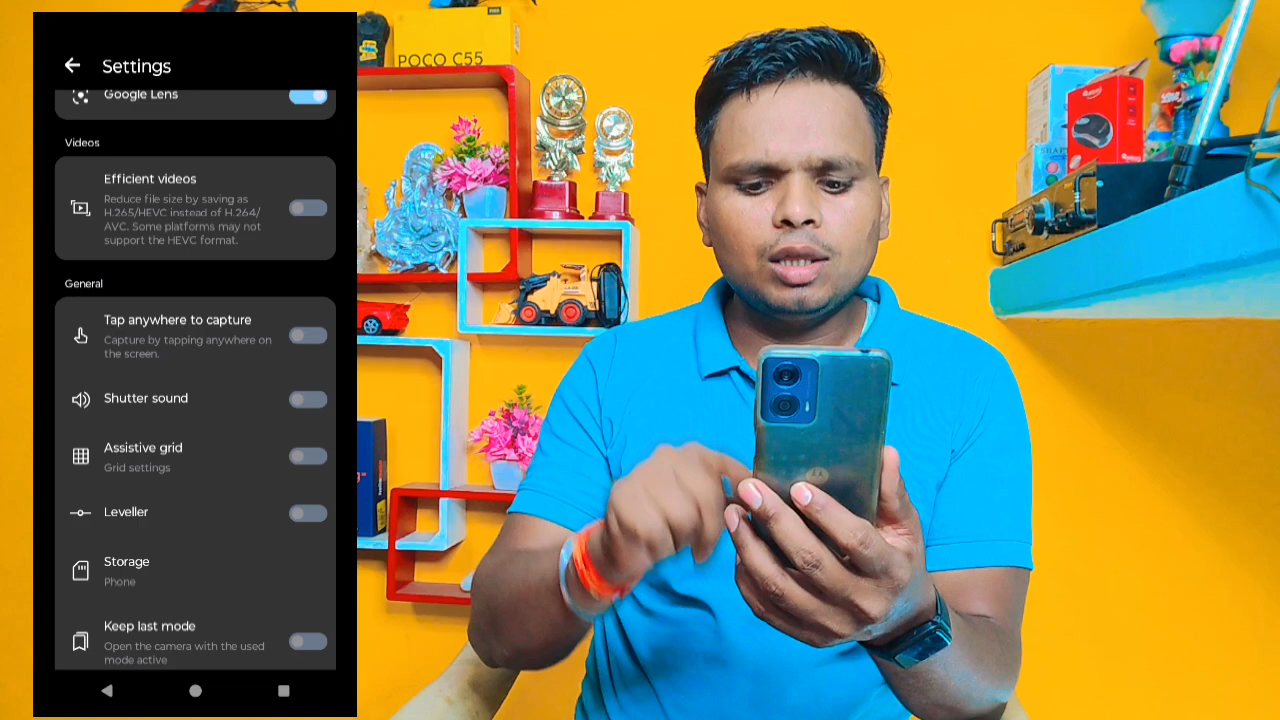 Settings
Google Lens
Videos
Efficient videos
Reduce file size by saving as
H.265/HEVC instead of H.264/
AVC. Some platforms may not
support the HEVC format.
General
Tap anywhere to capture
Capture by tapping anywhere on
the screen.
Shutter sound
Assistive grid
Grid settings
Leveller
Storage
Phone
Keep last mode
Open the camera with the used
mode active
POCO C55